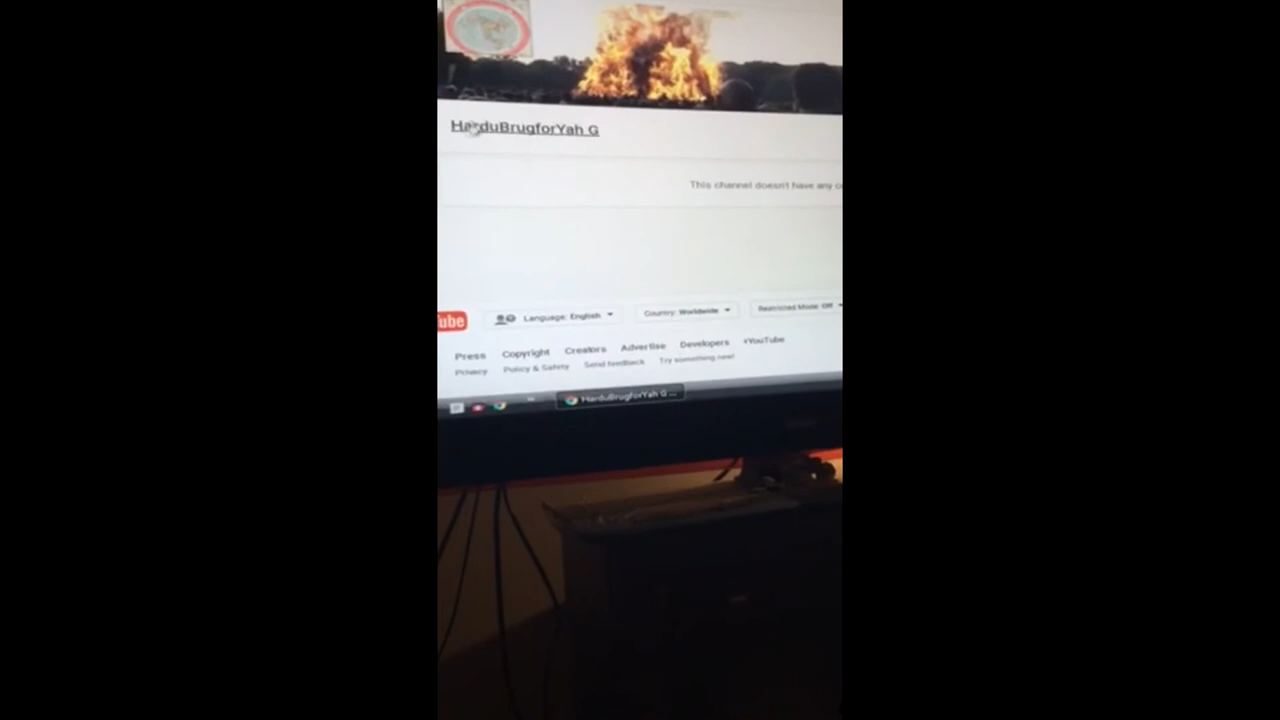 HarduBrugforYah G
This channel doesn't have any
Tube
Language: English
Country: Worldwide
Restricted Mode: Off
Press Copyright Creators Advertise Developers +YouTube
Privacy Policy & Safety Send feedback Try something new!
HarduBrugforYah G ...